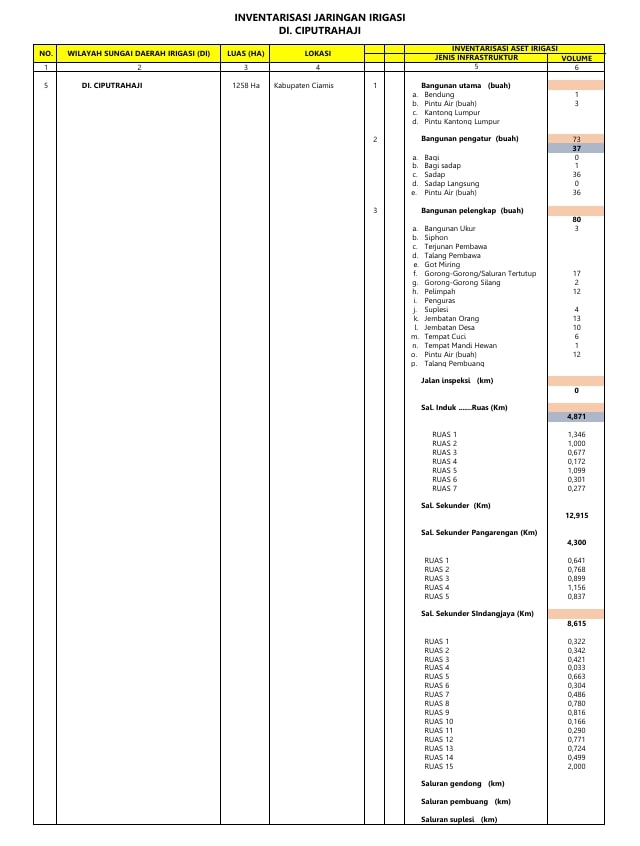 INVENTARISASI JARINGAN IRIGASI
DI. CIPUTRAHAJI
NO. WILAYAH SUNGAI DAERAH IRIGASI (DI) LUAS (HA) LOKASI INVENTARISASI ASET IRIGASI
JENIS INFRASTRUKTUR VOLUME
1 2 3 4 5 6
5 DI. CIPUTRAHAJI 1258 Ha Kabupaten Ciamis 1 Bangunan utama (buah)
a. Bendung 1
b. Pintu Air (buah) 3
c. Kantong Lumpur
d. Pintu Kantong Lumpur
2 Bangunan pengatur (buah) 73
37
a. Bagi 0
b. Bagi sadap 1
c. Sadap 36
d. Sadap Langsung 0
e. Pintu Air (buah) 36
3 Bangunan pelengkap (buah)
80
a. Bangunan Ukur 3
b. Siphon
c. Terjunan Pembawa
d. Talang Pembawa
e. Got Miring
f. Gorong-Gorong/Saluran Tertutup 17
g. Gorong-Gorong Silang 2
h. Pelimpah 12
i. Penguras
j. Suplesi 4
k. Jembatan Orang 13
l. Jembatan Desa 10
m. Tempat Cuci 6
n. Tempat Mandi Hewan 1
o. Pintu Air (buah) 12
p. Talang Pembuang
Jalan inspeksi (km)
0
Sal. Induk .......Ruas (Km)
4,871
RUAS 1 1,346
RUAS 2 1,000
RUAS 3 0,677
RUAS 4 0,172
RUAS 5 1,099
RUAS 6 0,301
RUAS 7 0,277
Sal. Sekunder (Km)
12,915
Sal. Sekunder Pangarengan (Km)
4,300
RUAS 1 0,641
RUAS 2 0,768
RUAS 3 0,899
RUAS 4 1,156
RUAS 5 0,837
Sal. Sekunder SIndangjaya (Km)
8,615
RUAS 1 0,322
RUAS 2 0,342
RUAS 3 0,421
RUAS 4 0,033
RUAS 5 0,663
RUAS 6 0,304
RUAS 7 0,486
RUAS 8 0,780
RUAS 9 0,816
RUAS 10 0,166
RUAS 11 0,290
RUAS 12 0,771
RUAS 13 0,724
RUAS 14 0,499
RUAS 15 2,000
Saluran gendong (km)
Saluran pembuang (km)
Saluran suplesi (km)